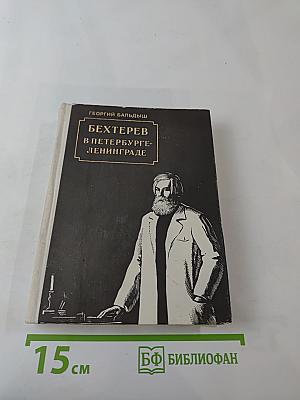 ГЕОРГИЙ БАЛЬДЫШ
БЕХТЕРЕВ
В ПЕТЕРБУРГЕ-
ЛЕНИНГРАДЕ
15 см
БФ БИБЛИОФАН